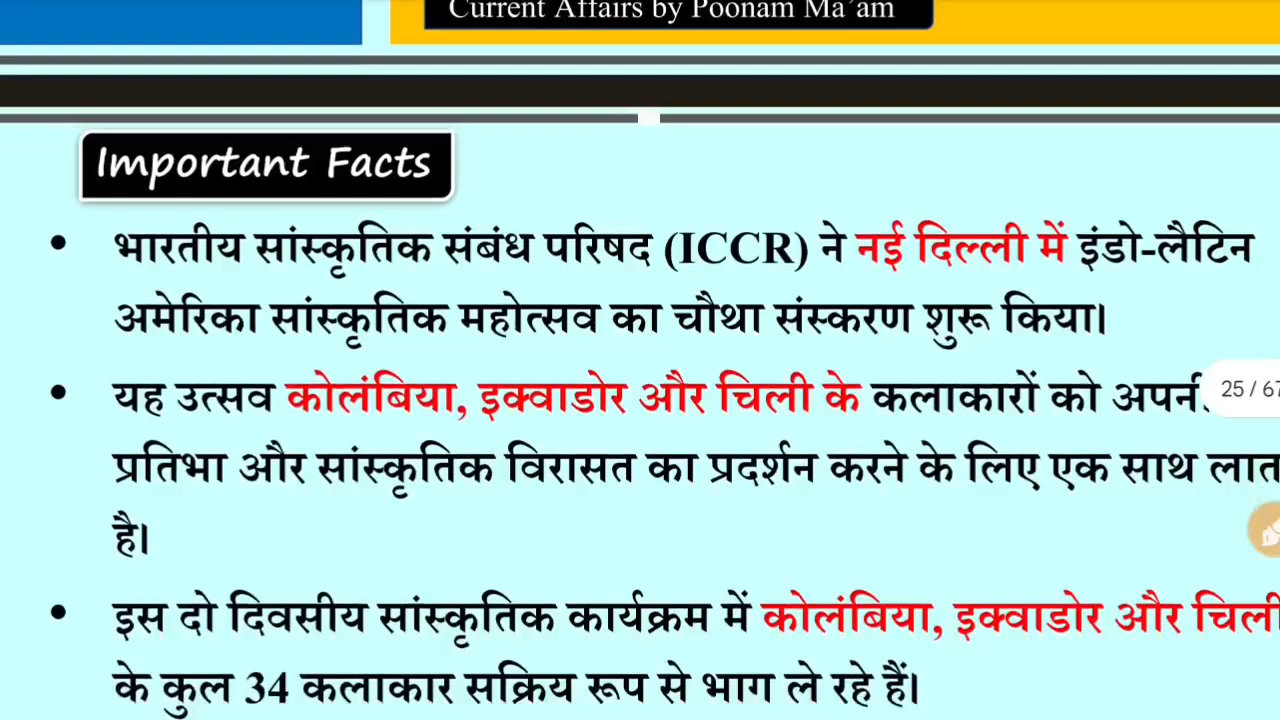 Current Affairs by Poonam Ma’am
Important Facts
• भारतीय सांस्कृतिक संबंध परिषद (ICCR) ने नई दिल्ली में इंडो-लैटिन
अमेरिका सांस्कृतिक महोत्सव का चौथा संस्करण शुरू किया।
• यह उत्सव कोलंबिया, इक्वाडोर और चिली के कलाकारों को अपनी
25 / 67
प्रतिभा और सांस्कृतिक विरासत का प्रदर्शन करने के लिए एक साथ लात
है।
• इस दो दिवसीय सांस्कृतिक कार्यक्रम में कोलंबिया, इक्वाडोर और चिली
के कुल 34 कलाकार सक्रिय रूप से भाग ले रहे हैं।